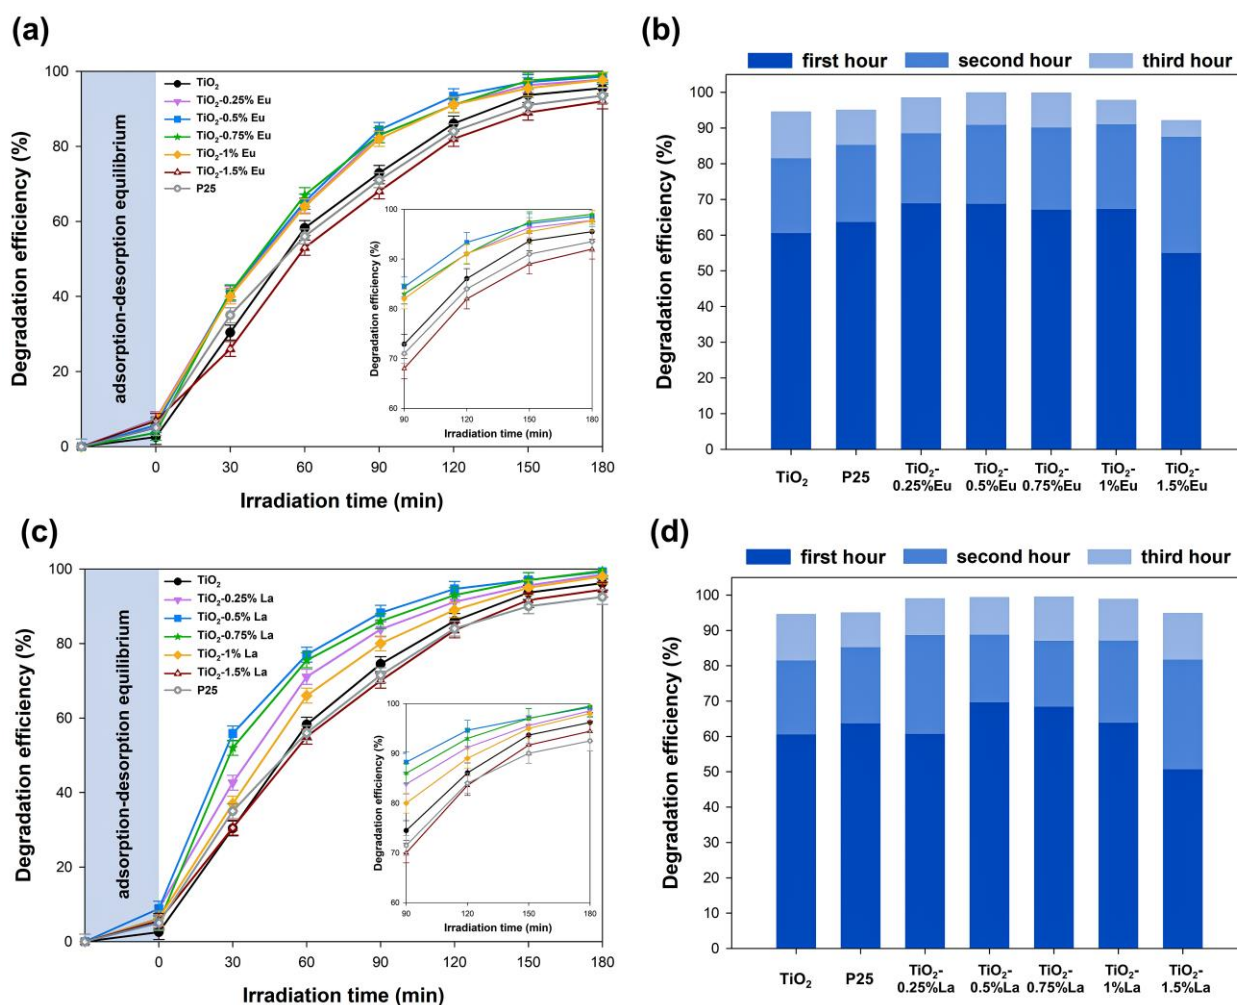 (a)
Degradation efficiency (%)
100
80
60
40
20
0
adsorption-desorption equilibrium
TiO2
TiO2-0.25% Eu
TiO2-0.5% Eu
TiO2-0.75% Eu
TiO2-1% Eu
TiO2-1.5% Eu
P25
Degradation efficiency (%)
100
90
80
70
60
90 120 150 180
Irradiation time (min)
0 30 60 90 120 150 180
Irradiation time (min)
(b)
first hour second hour third hour
Degradation efficiency (%)
100
90
80
70
60
50
40
30
20
10
0
TiO2 P25 TiO2- TiO2- TiO2- TiO2- TiO2-
0.25%Eu 0.5%Eu 0.75%Eu 1%Eu 1.5%Eu
(c)
Degradation efficiency (%)
100
80
60
40
20
0
adsorption-desorption equilibrium
TiO2
TiO2-0.25% La
TiO2-0.5% La
TiO2-0.75% La
TiO2-1% La
TiO2-1.5% La
P25
Degradation efficiency (%)
100
90
80
70
60
90 120 150 180
Irradiation time (min)
0 30 60 90 120 150 180
Irradiation time (min)
(d)
first hour second hour third hour
Degradation efficiency (%)
100
90
80
70
60
50
40
30
20
10
0
TiO2 P25 TiO2- TiO2- TiO2- TiO2- TiO2-
0.25%La 0.5%La 0.75%La 1%La 1.5%La